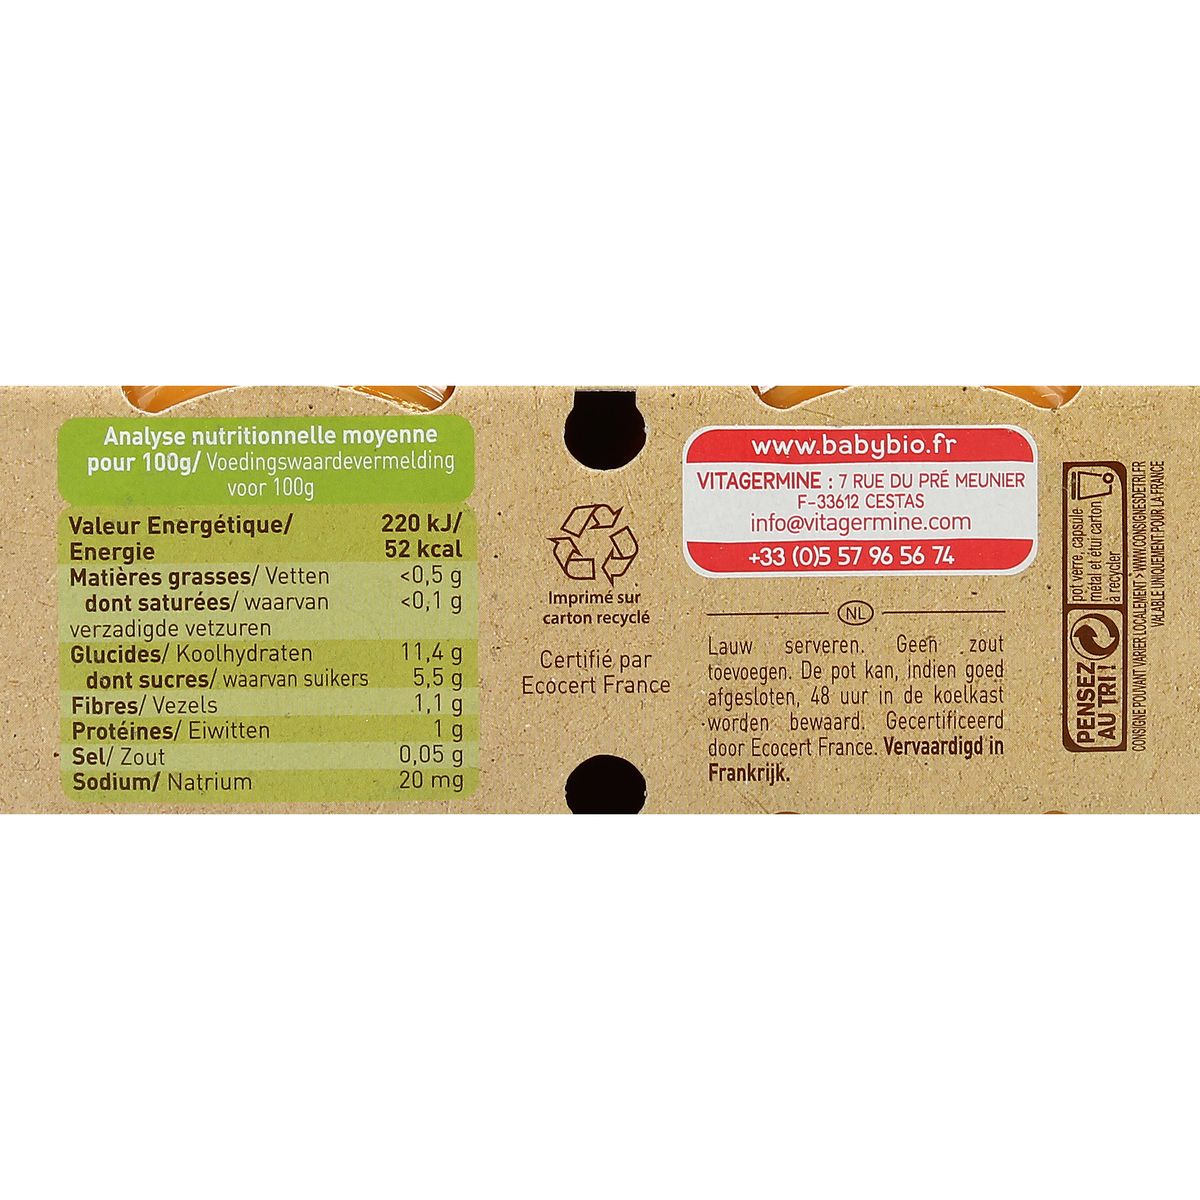 Analyse nutritionnelle moyenne
pour 100g/ Voedingswaardevermelding
voor 100g
Valeur Energétique/ 220 kJ/
Energie 52 kcal
Matières grasses/ Vetten <0,5 g
dont saturées/ waarvan <0,1 g
verzadigde vetzuren
Glucides/ Koolhydraten 11,4 g
dont sucres/ waarvan suikers 5,5 g
Fibres/ Vezels 1,1 g
Protéines/ Eiwitten 1 g
Sel/ Zout 0,05 g
Sodium/ Natrium 20 mg
Imprimé sur
carton recyclé
Certifié par
Ecocert France
www.babybio.fr
VITAGERMINE : 7 RUE DU PRÉ MEUNIER
F-33612 CESTAS
info@vitagermine.com
+33 (0)5 57 96 56 74
NL
Lauw serveren. Geen zout
toevoegen. De pot kan, indien goed
afgesloten, 48 uur in de koelkast
worden bewaard. Gecertificeerd
door Ecocert France. Vervaardigd in
Frankrijk.
PENSEZ
AU TRI !
pot verre, capsule
métal et étui carton
à recycler
CONSIGNE POUVANT VARIER LOCALEMENT > WWW.CONSIGNESDETRI.FR
VALABLE UNIQUEMENT POUR LA FRANCE